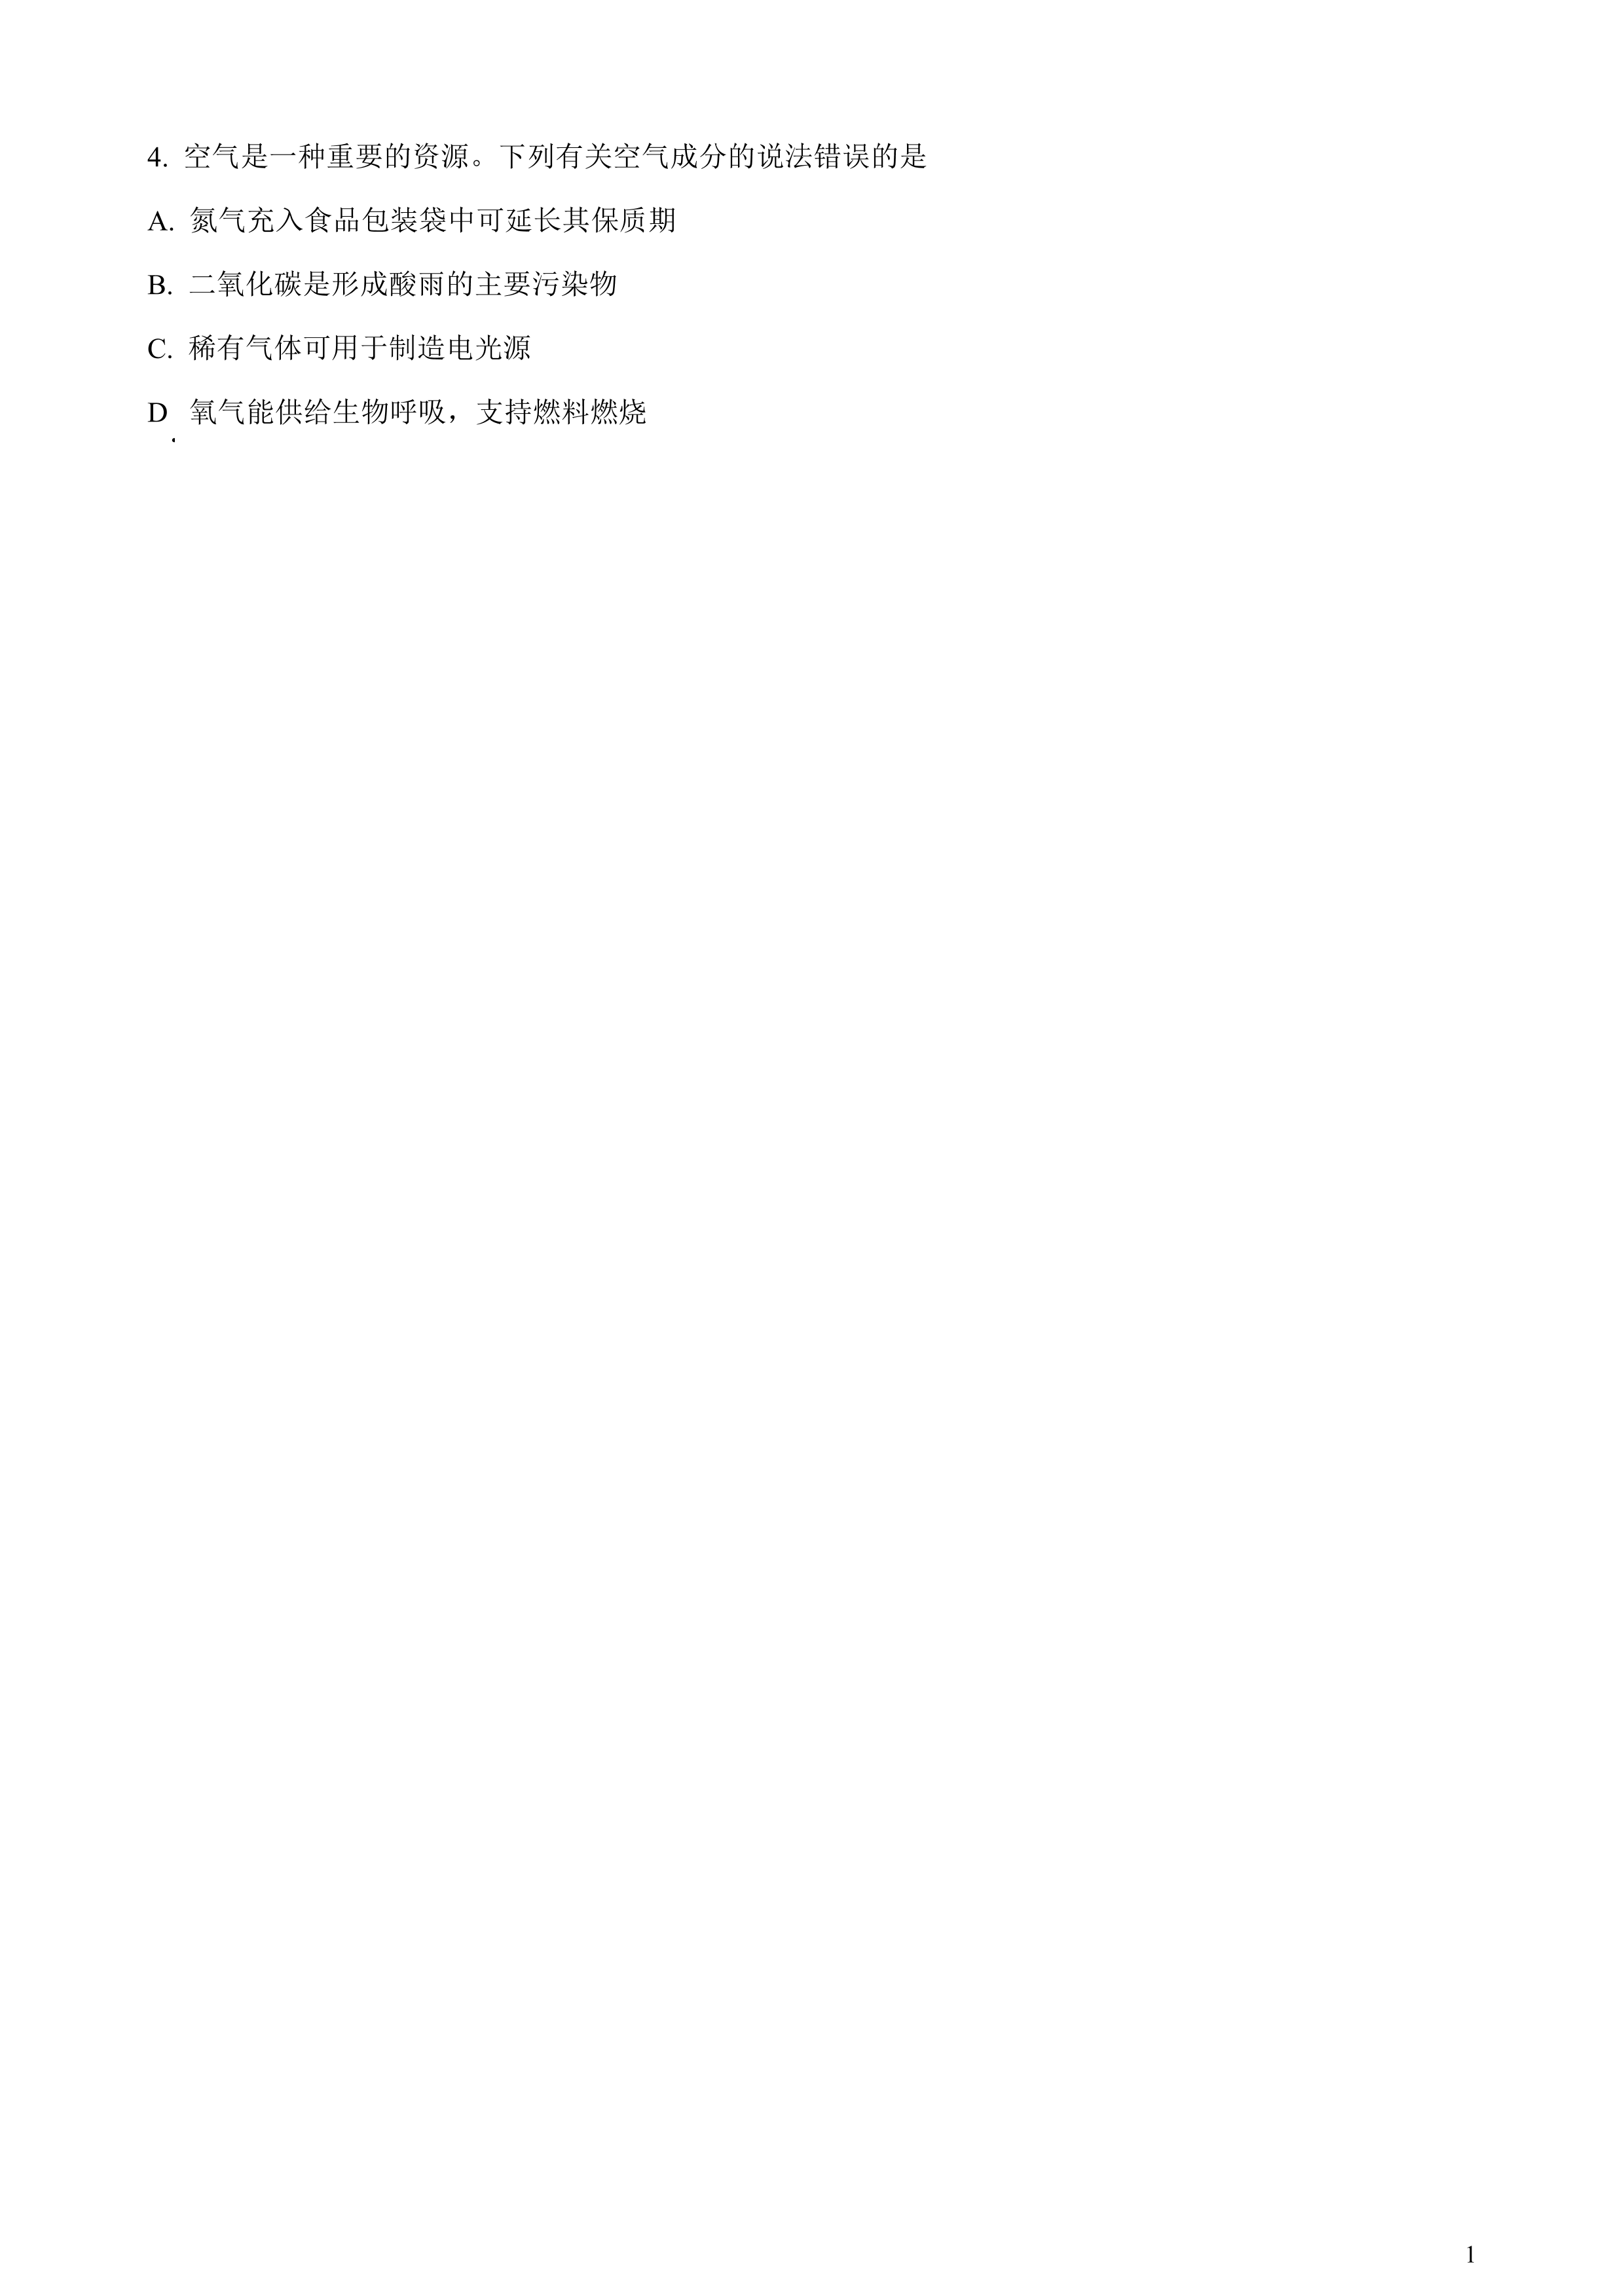 4. 空气是一种重要的资源。下列有关空气成分的说法错误的是
A. 氮气充入食品包装袋中可延长其保质期
B. 二氧化碳是形成酸雨的主要污染物
C. 稀有气体可用于制造电光源
D. 氧气能供给生物呼吸，支持燃料燃烧
1